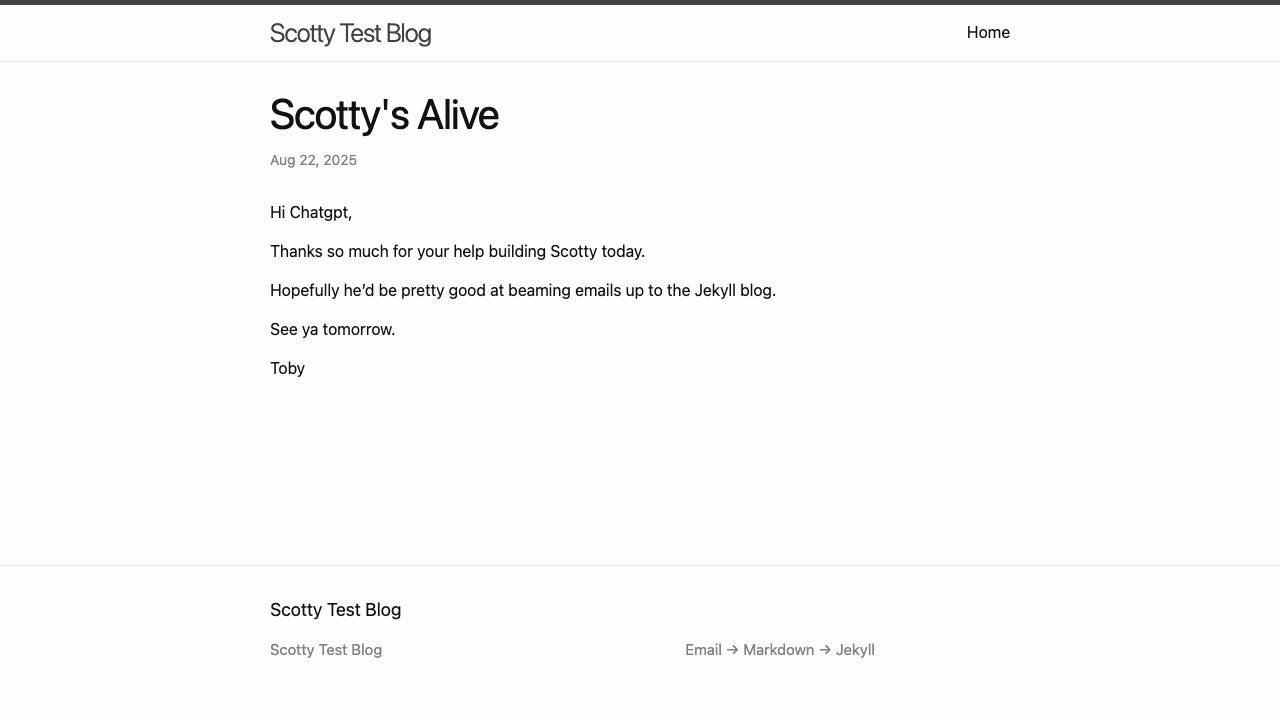 Scotty Test Blog
Home
Scotty's Alive
Aug 22, 2025
Hi Chatgpt,
Thanks so much for your help building Scotty today.
Hopefully he’d be pretty good at beaming emails up to the Jekyll blog.
See ya tomorrow.
Toby
Scotty Test Blog
Scotty Test Blog
Email → Markdown → Jekyll